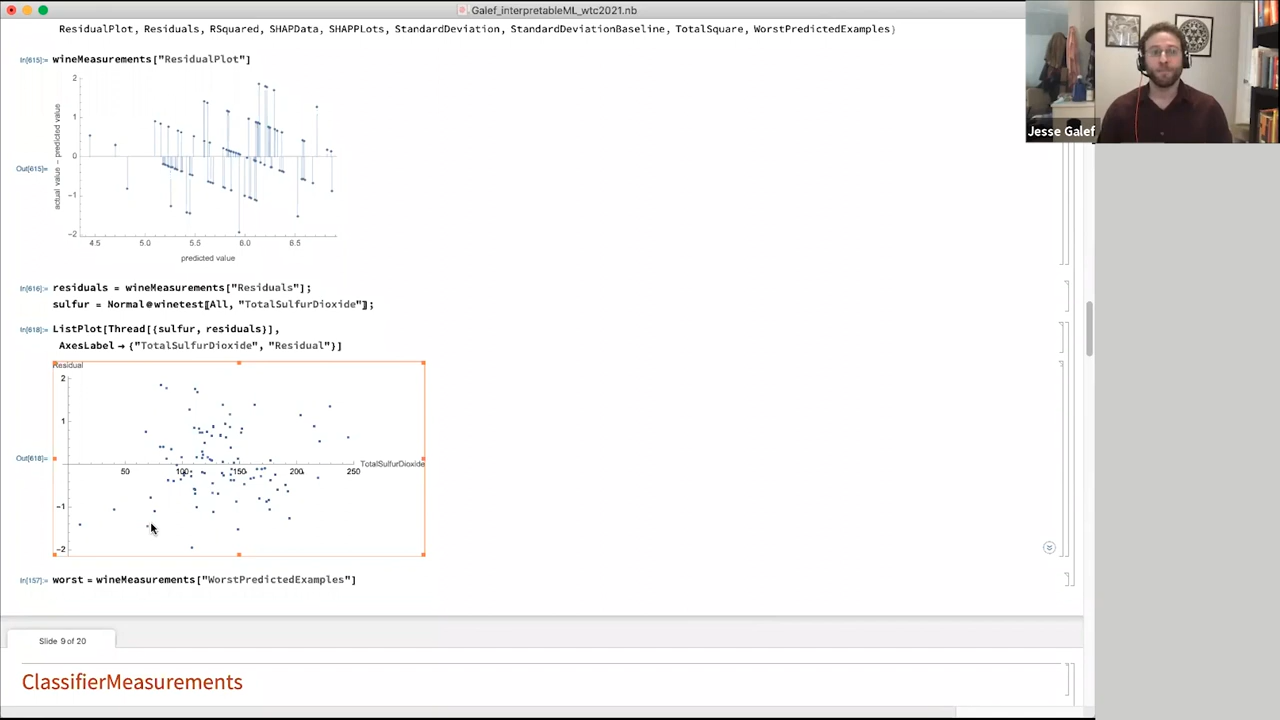 Galef_interpretableML_wtc2021.nb
ResidualPlot, Residuals, RSquared, SHAPData, SHAPPLots, StandardDeviation, StandardDeviationBaseline, TotalSquare, WorstPredictedExamples}
In[615]:= wineMeasurements["ResidualPlot"]
2
1
0
-1
-2
actual value - predicted value
Out[615]=
4.5 5.0 5.5 6.0 6.5
predicted value
In[616]:= residuals = wineMeasurements["Residuals"];
sulfur = Normal@winetest[[All, "TotalSulfurDioxide"]];
In[618]:= ListPlot[Thread[{sulfur, residuals}],
AxesLabel → {"TotalSulfurDioxide", "Residual"}]
Residual
2
1
Out[618]=
TotalSulfurDioxide
50 100 150 200 250
-1
-2
In[157]:= worst = wineMeasurements["WorstPredictedExamples"]
Slide 9 of 20
ClassifierMeasurements
Jesse Galef